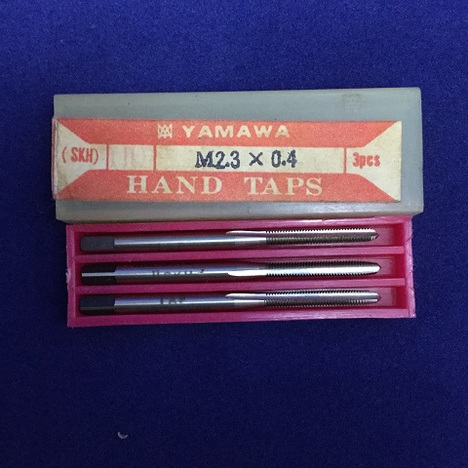 YAMAWA
(SKH)
M2.3 × 0.4
3pcs
HAND TAPS